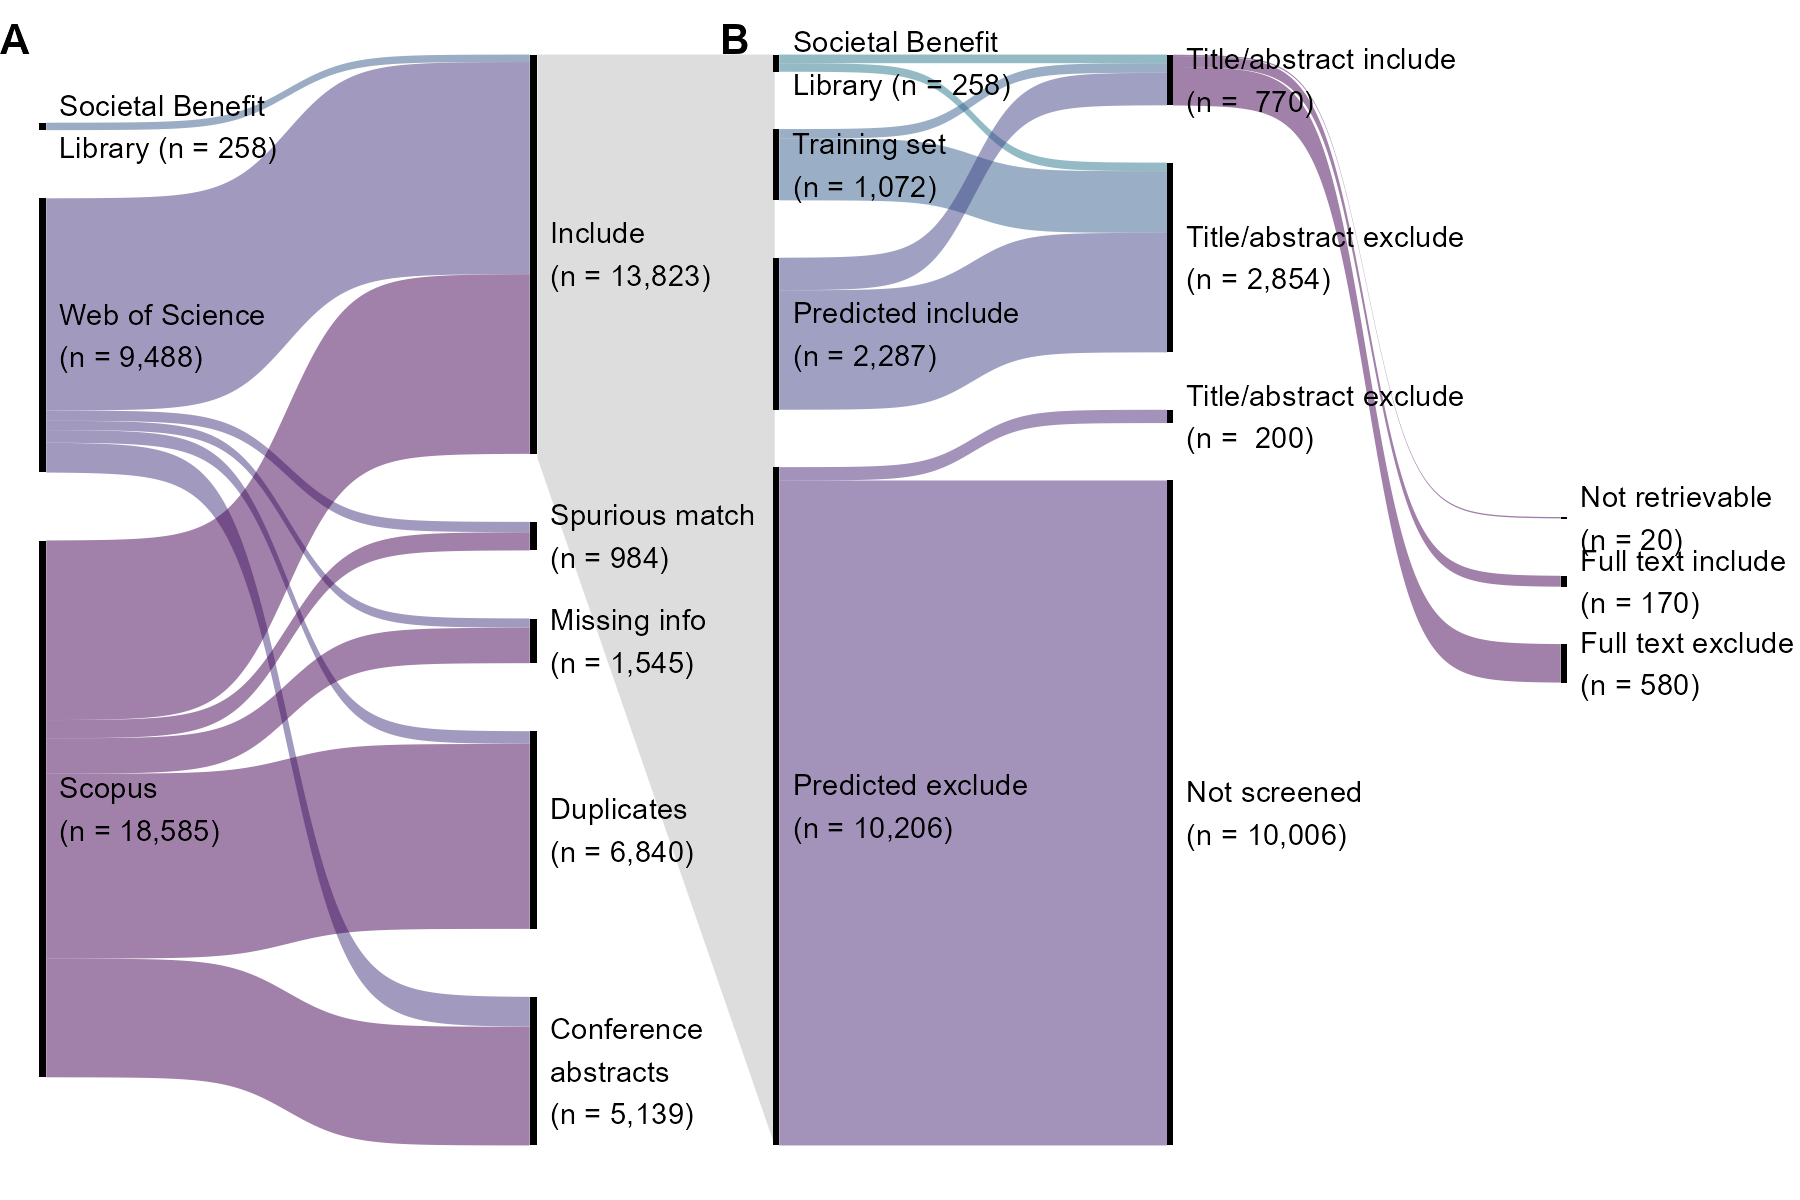 A
Societal Benefit
Library (n = 258)
Web of Science
(n = 9,488)
Scopus
(n = 18,585)
Include
(n = 13,823)
Spurious match
(n = 984)
Missing info
(n = 1,545)
Duplicates
(n = 6,840)
Conference
abstracts
(n = 5,139)
B
Societal Benefit
Library (n = 258)
Training set
(n = 1,072)
Predicted include
(n = 2,287)
Predicted exclude
(n = 10,206)
Title/abstract include
(n =  770)
Title/abstract exclude
(n = 2,854)
Title/abstract exclude
(n =  200)
Not screened
(n = 10,006)
Not retrievable
(n = 20)
Full text include
(n = 170)
Full text exclude
(n = 580)